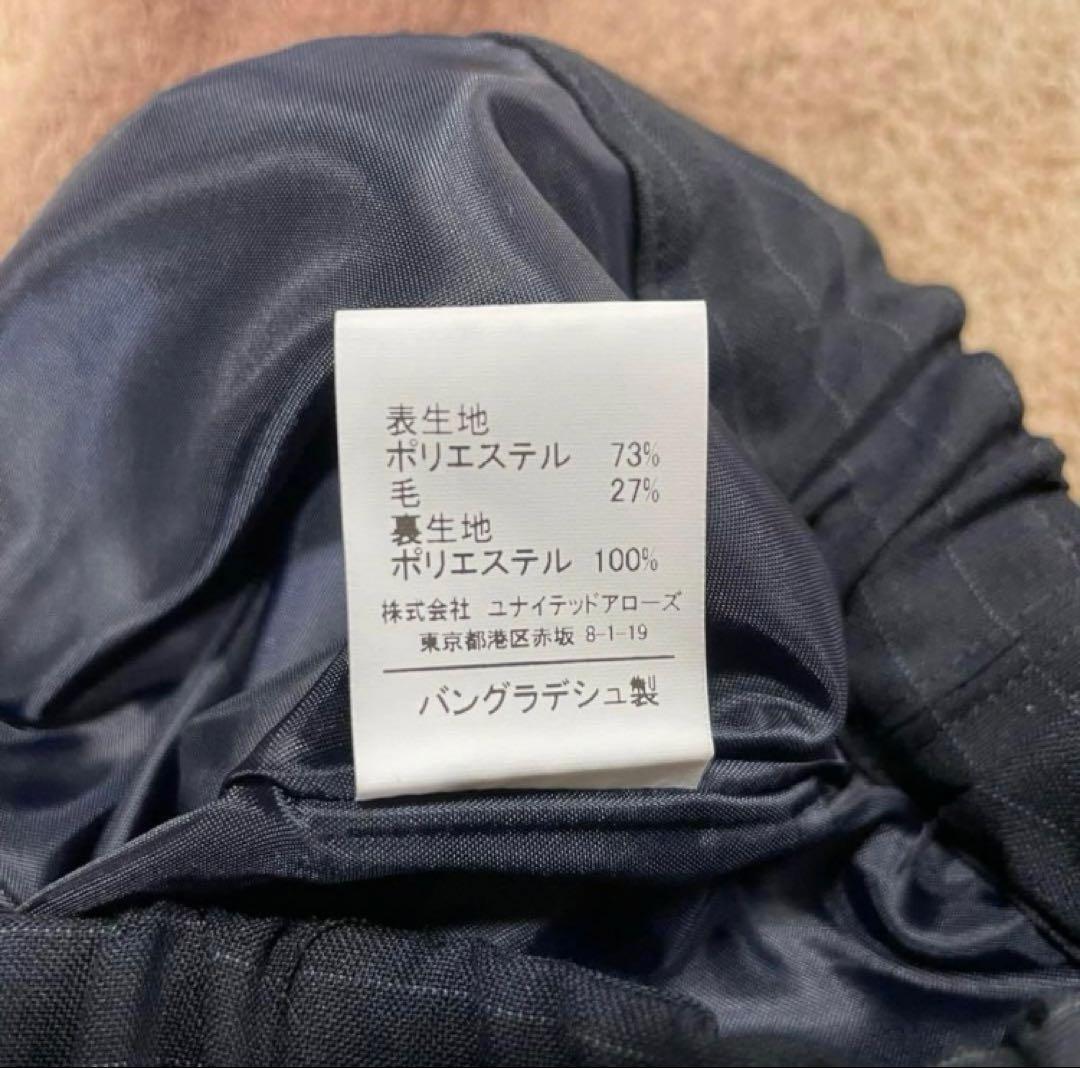 表生地
ポリエステル 73%
毛 27%
裏生地
ポリエステル 100%
株式会社 ユナイテッドアローズ
東京都港区赤坂 8-1-19
バングラデシュ製